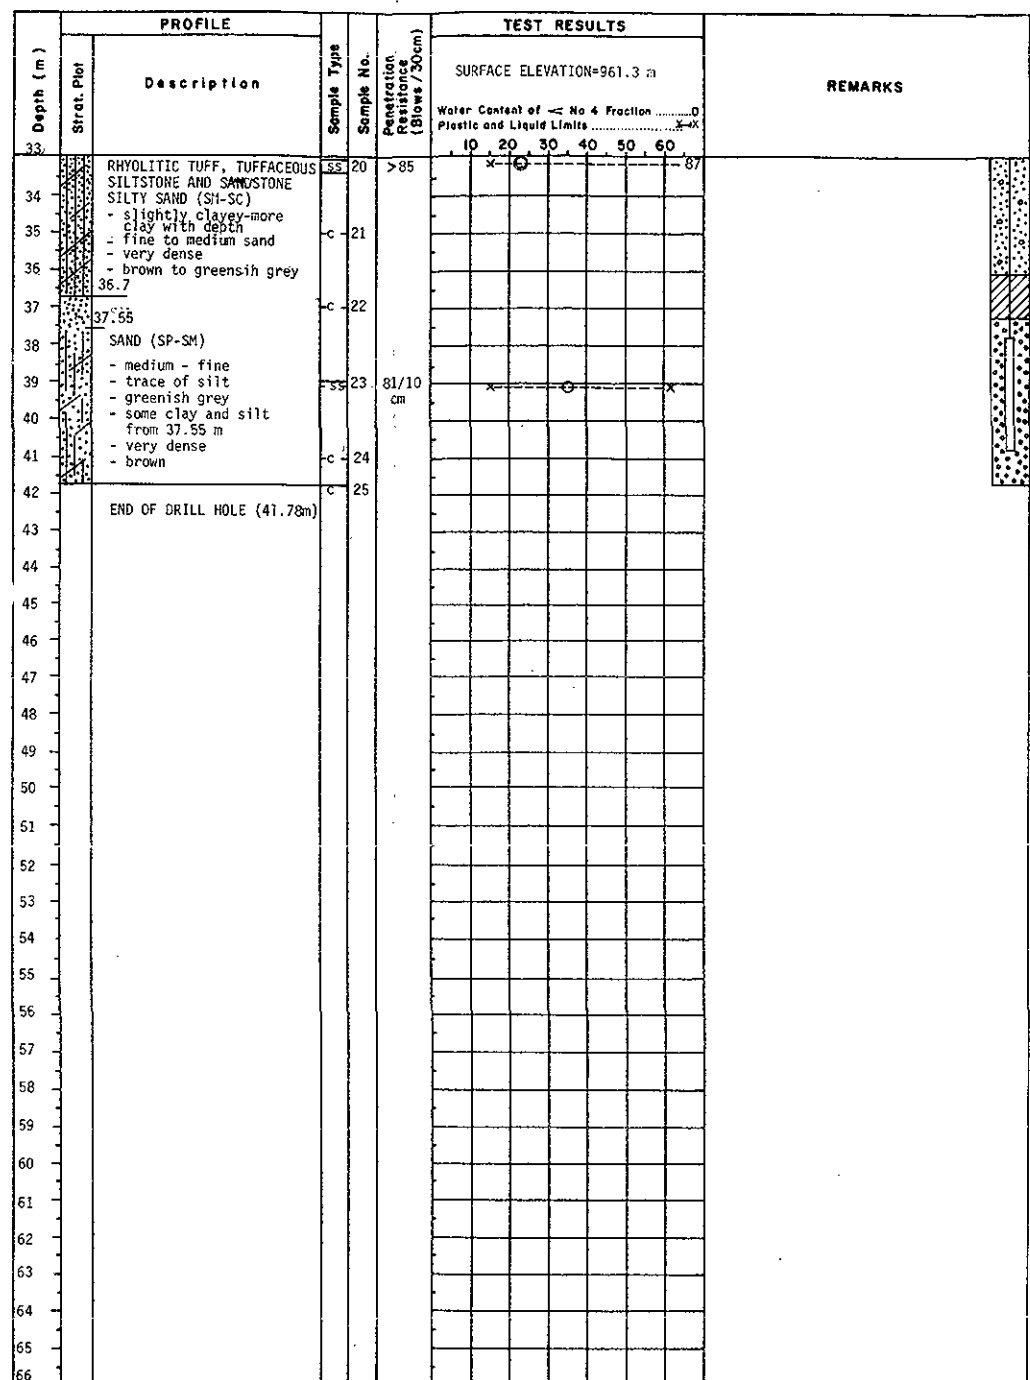 PROFILE
TEST RESULTS
Depth (m)
Strat. Plot
Description
Sample Type
Sample No.
Penetration Resistance (Blows / 30cm)
SURFACE ELEVATION=961.3 m
Water Content of < No 4 Fraction ........O
Plastic and Liquid Limits ................X—X
REMARKS
10 20 30 40 50 60
33
RHYOLITIC TUFF, TUFFACEOUS SS 20 >85 87
SILTSTONE AND SANDSTONE
34 SILTY SAND (SM-SC)
- slightly clayey-more
clay with depth
35 - fine to medium sand C 21
- very dense
36 - brown to greensih grey
36.7
37 C 22
37.55
38 SAND (SP-SM)
- medium - fine
39 - trace of silt SS 23 81/10 cm
- greenish grey
40 - some clay and silt
from 37.55 m
- very dense
41 - brown C 24
42 C 25
END OF DRILL HOLE (41.78m)
43
44
45
46
47
48
49
50
51
52
53
54
55
56
57
58
59
60
61
62
63
64
65
66